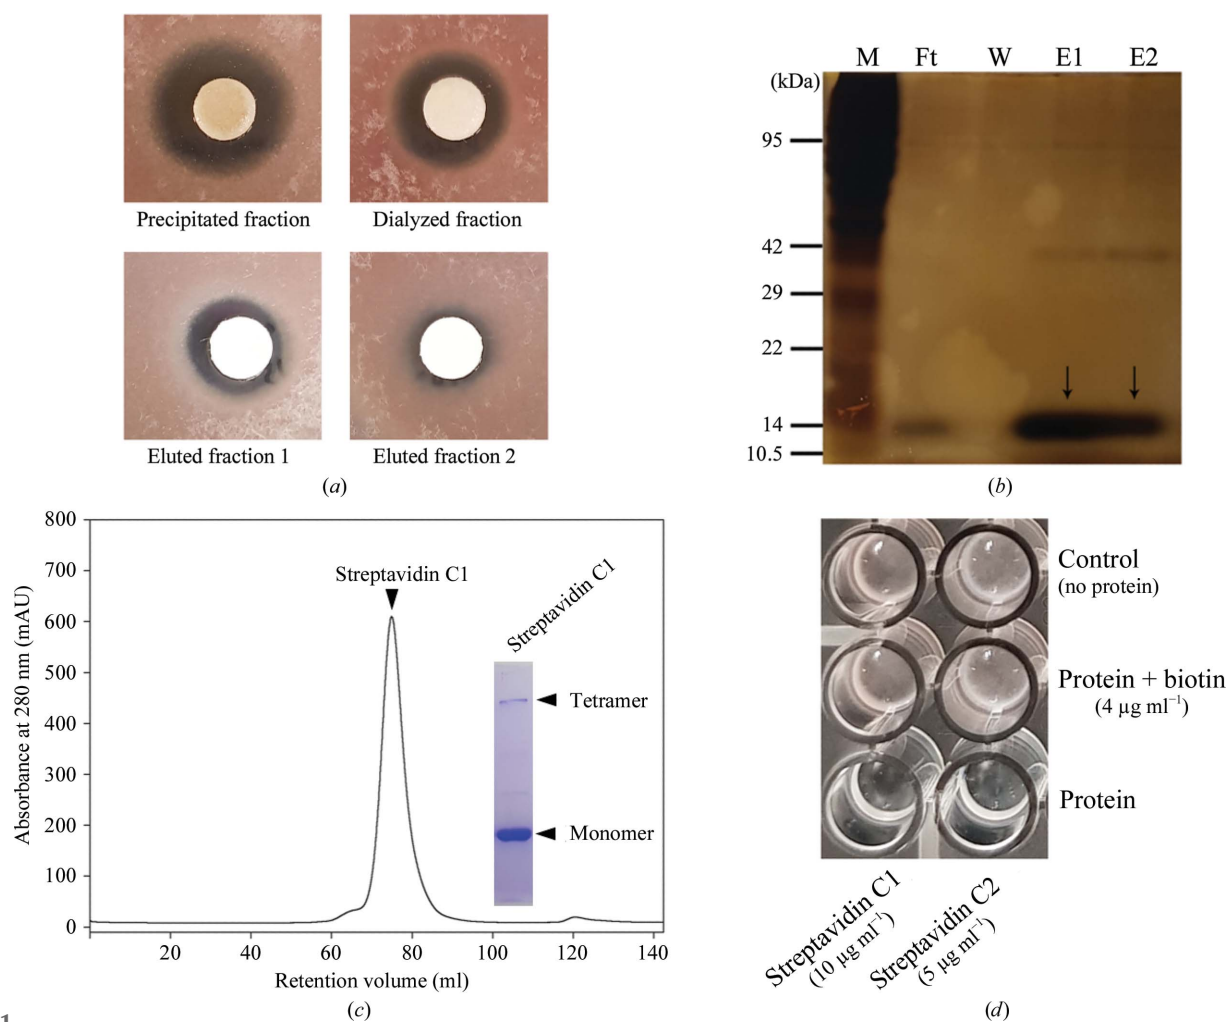 Precipitated fraction
Dialyzed fraction
Eluted fraction 1
Eluted fraction 2
(a)
M Ft W E1 E2
(kDa)
95
42
29
22
14
10.5
(b)
800
700
600
500
400
300
200
100
0
Absorbance at 280 nm (mAU)
Streptavidin C1
Streptavidin C1
Tetramer
Monomer
20 40 60 80 100 120 140
Retention volume (ml)
(c)
Control
(no protein)
Protein + biotin
(4 µg ml⁻¹)
Protein
Streptavidin C1
(10 µg ml⁻¹)
Streptavidin C2
(5 µg ml⁻¹)
(d)